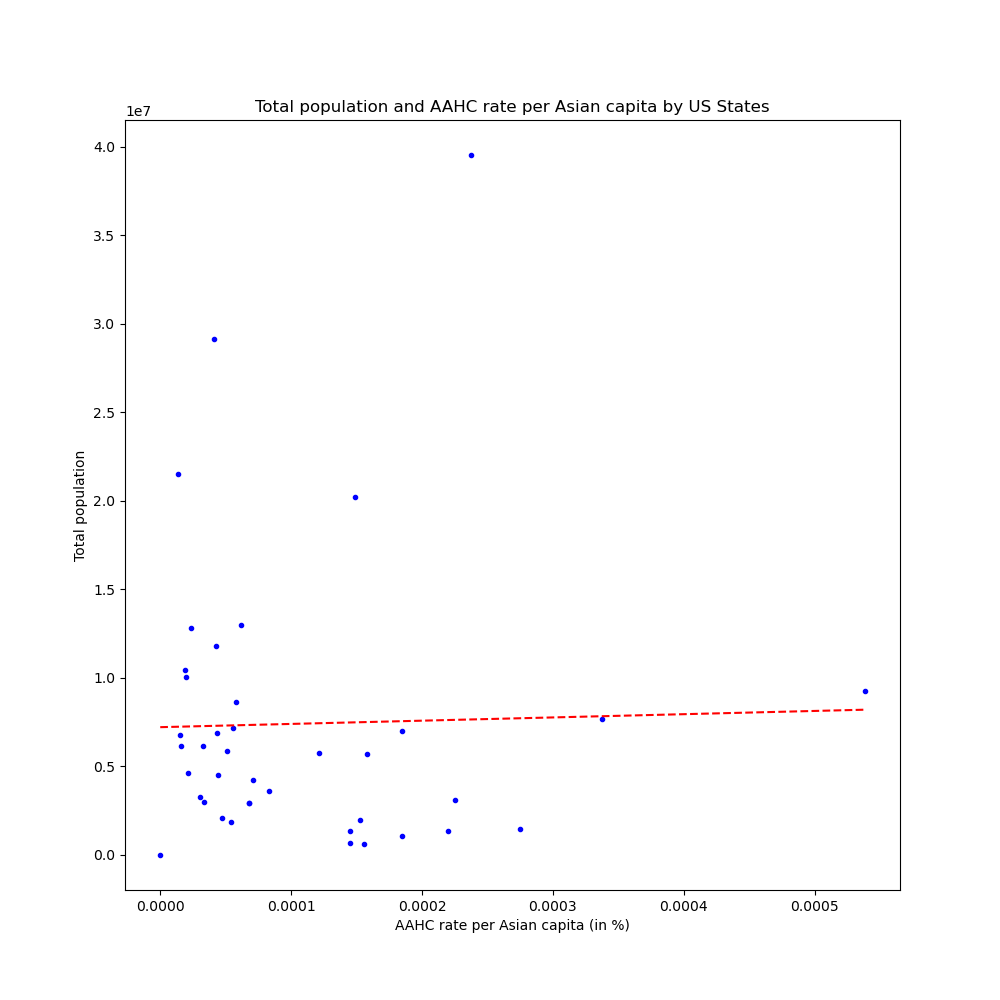 Total population and AAHC rate per Asian capita by US States
1e7
4.0
3.5
3.0
2.5
2.0
1.5
1.0
0.5
0.0
Total population
0.0000 0.0001 0.0002 0.0003 0.0004 0.0005
AAHC rate per Asian capita (in %)